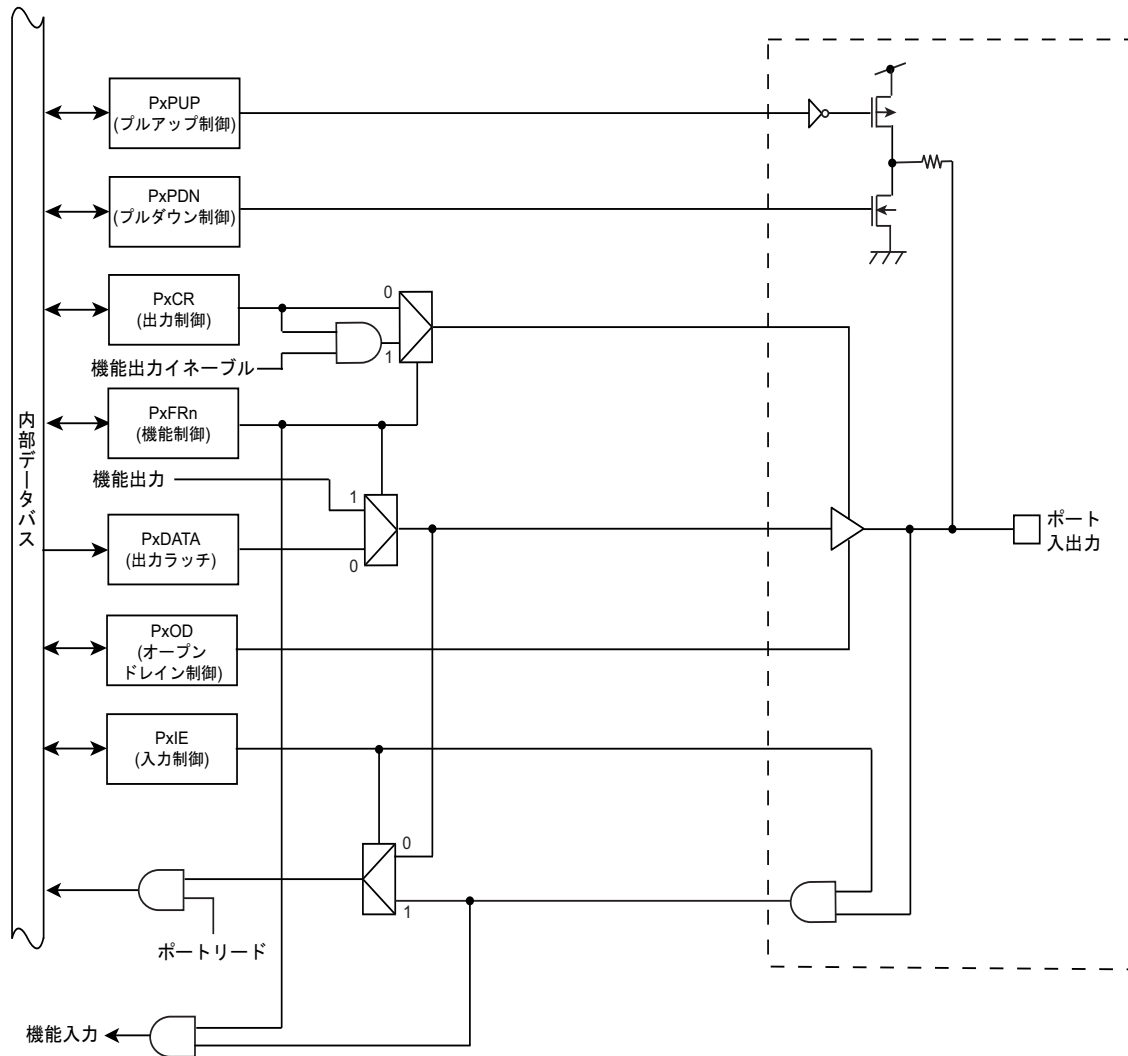 PxPUP
(プルアップ制御)
PxPDN
(プルダウン制御)
PxCR
(出力制御)
0
1
機能出力イネーブル
PxFRn
(機能制御)
内部データバス
機能出力
1
0
PxDATA
(出力ラッチ)
ポート
入出力
PxOD
(オープン
ドレイン制御)
PxIE
(入力制御)
0
1
ポートリード
機能入力